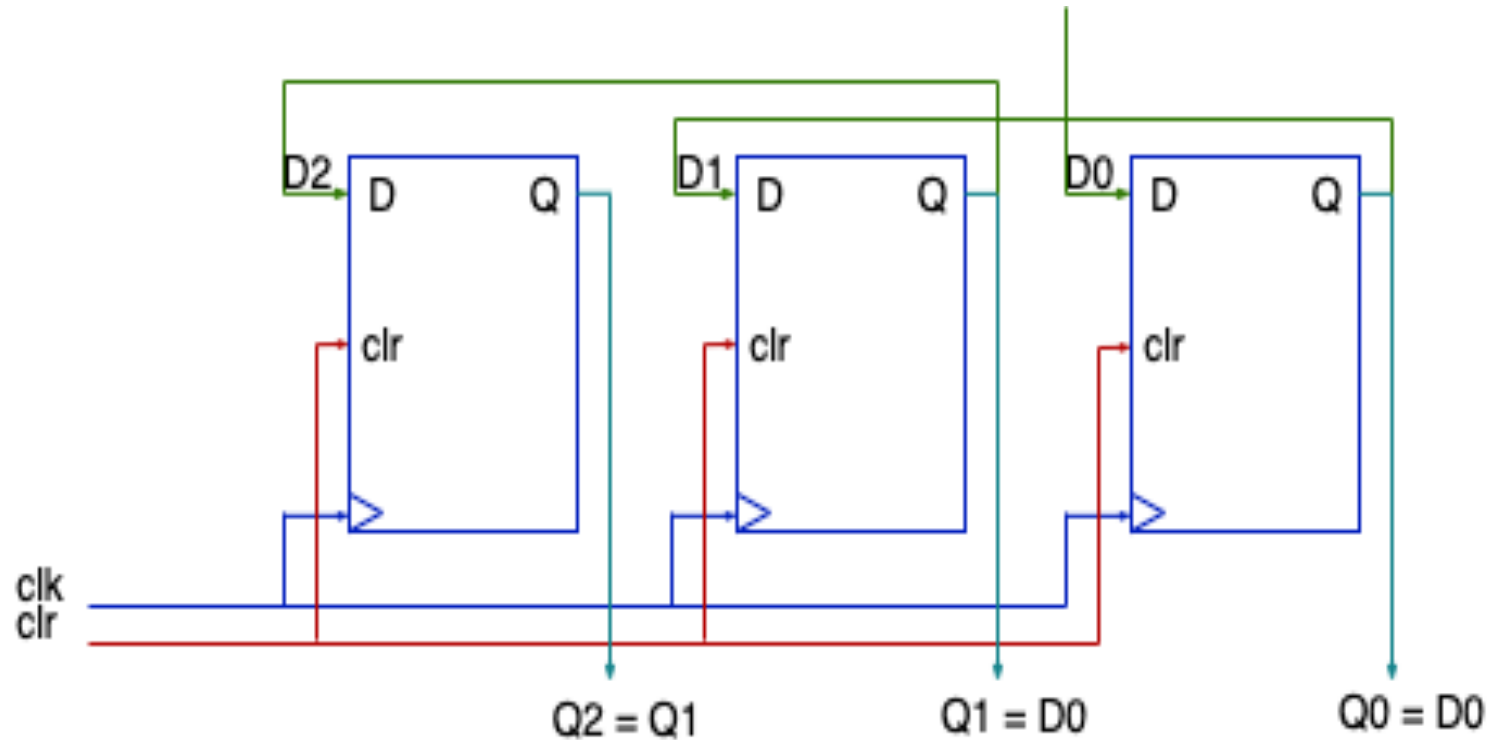 D2 D1 D0
D Q D Q D Q
clr clr clr
clk
clr
Q2 = Q1 Q1 = D0 Q0 = D0